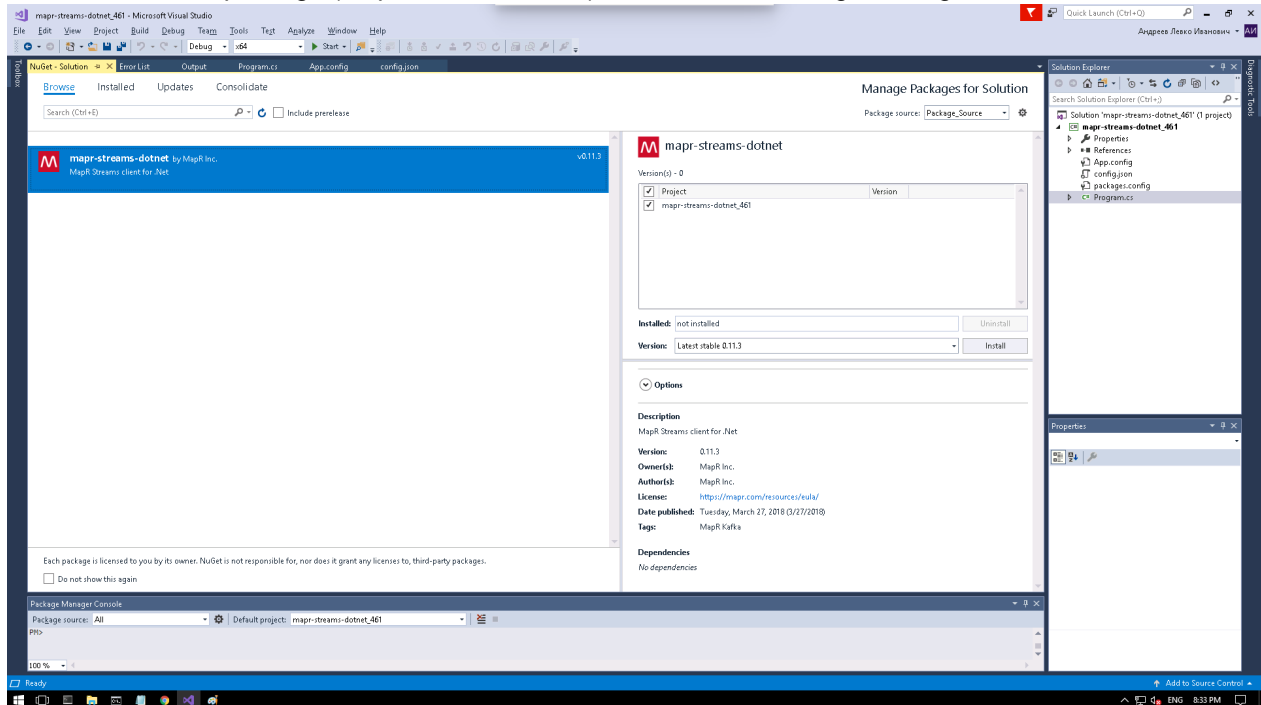 mapr-streams-dotnet_461 - Microsoft Visual Studio
Quick Launch (Ctrl+Q)
File Edit View Project Build Debug Team Tools Test Analyze Window Help
Андреев Левко Иванович АИ
Debug x64 Start
Toolbox
NuGet - Solution Error List Output Program.cs App.config config.json
Browse Installed Updates Consolidate
Manage Packages for Solution
Search (Ctrl+E) Include prerelease
Package source: Package_Source
mapr-streams-dotnet by MapR Inc. v0.11.3
MapR Streams client for .Net
mapr-streams-dotnet
Version(s) - 0
Project Version
mapr-streams-dotnet_461
Installed: not installed Uninstall
Version: Latest stable 0.11.3 Install
Options
Description
MapR Streams client for .Net
Version: 0.11.3
Owner(s): MapR Inc.
Author(s): MapR Inc.
License: https://mapr.com/resources/eula/
Date published: Tuesday, March 27, 2018 (3/27/2018)
Tags: MapR Kafka
Dependencies
No dependencies
Each package is licensed to you by its owner. NuGet is not responsible for, nor does it grant any licenses to, third-party packages.
Do not show this again
Solution Explorer
Search Solution Explorer (Ctrl+;)
Solution 'mapr-streams-dotnet_461' (1 project)
mapr-streams-dotnet_461
Properties
References
App.config
config.json
packages.config
Program.cs
Diagnostic Tools
Properties
Package Manager Console
Package source: All Default project: mapr-streams-dotnet_461
PM>
100 %
Ready
Add to Source Control
ENG 8:33 PM